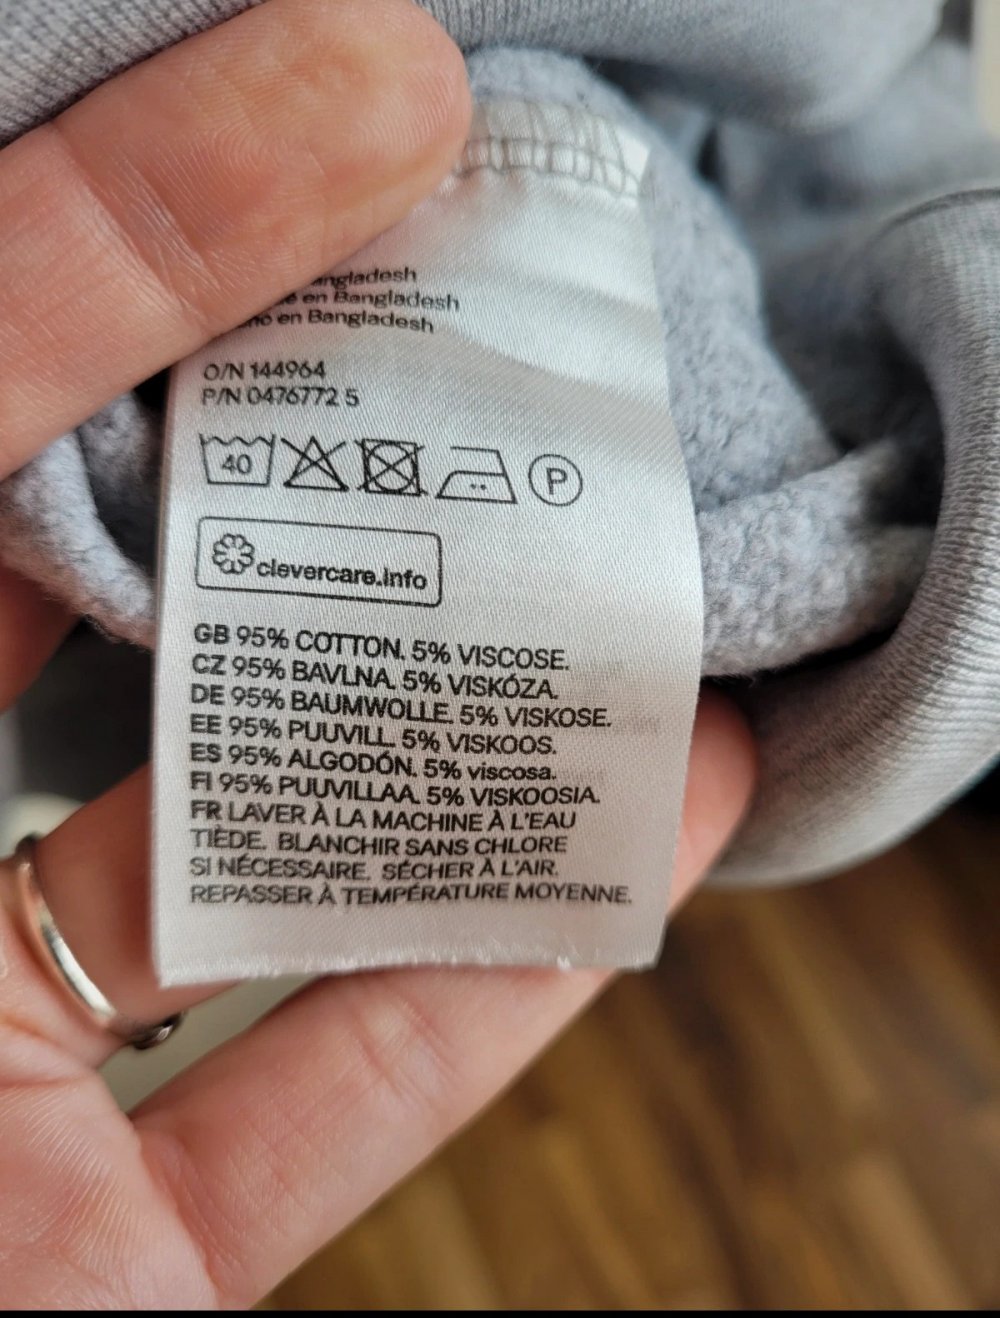 Bangladesh
en Bangladesh
en Bangladesh
O/N 144964
P/N 0476772 5
40 P
clevercare.info
GB 95% COTTON. 5% VISCOSE.
CZ 95% BAVLNA. 5% VISKÓZA.
DE 95% BAUMWOLLE. 5% VISKOSE.
EE 95% PUUVILL. 5% VISKOOS.
ES 95% ALGODÓN. 5% viscosa.
FI 95% PUUVILLAA. 5% VISKOOSIA.
FR LAVER À LA MACHINE À L'EAU
TIÈDE. BLANCHIR SANS CHLORE
SI NÉCESSAIRE. SÉCHER À L'AIR.
REPASSER À TEMPÉRATURE MOYENNE.